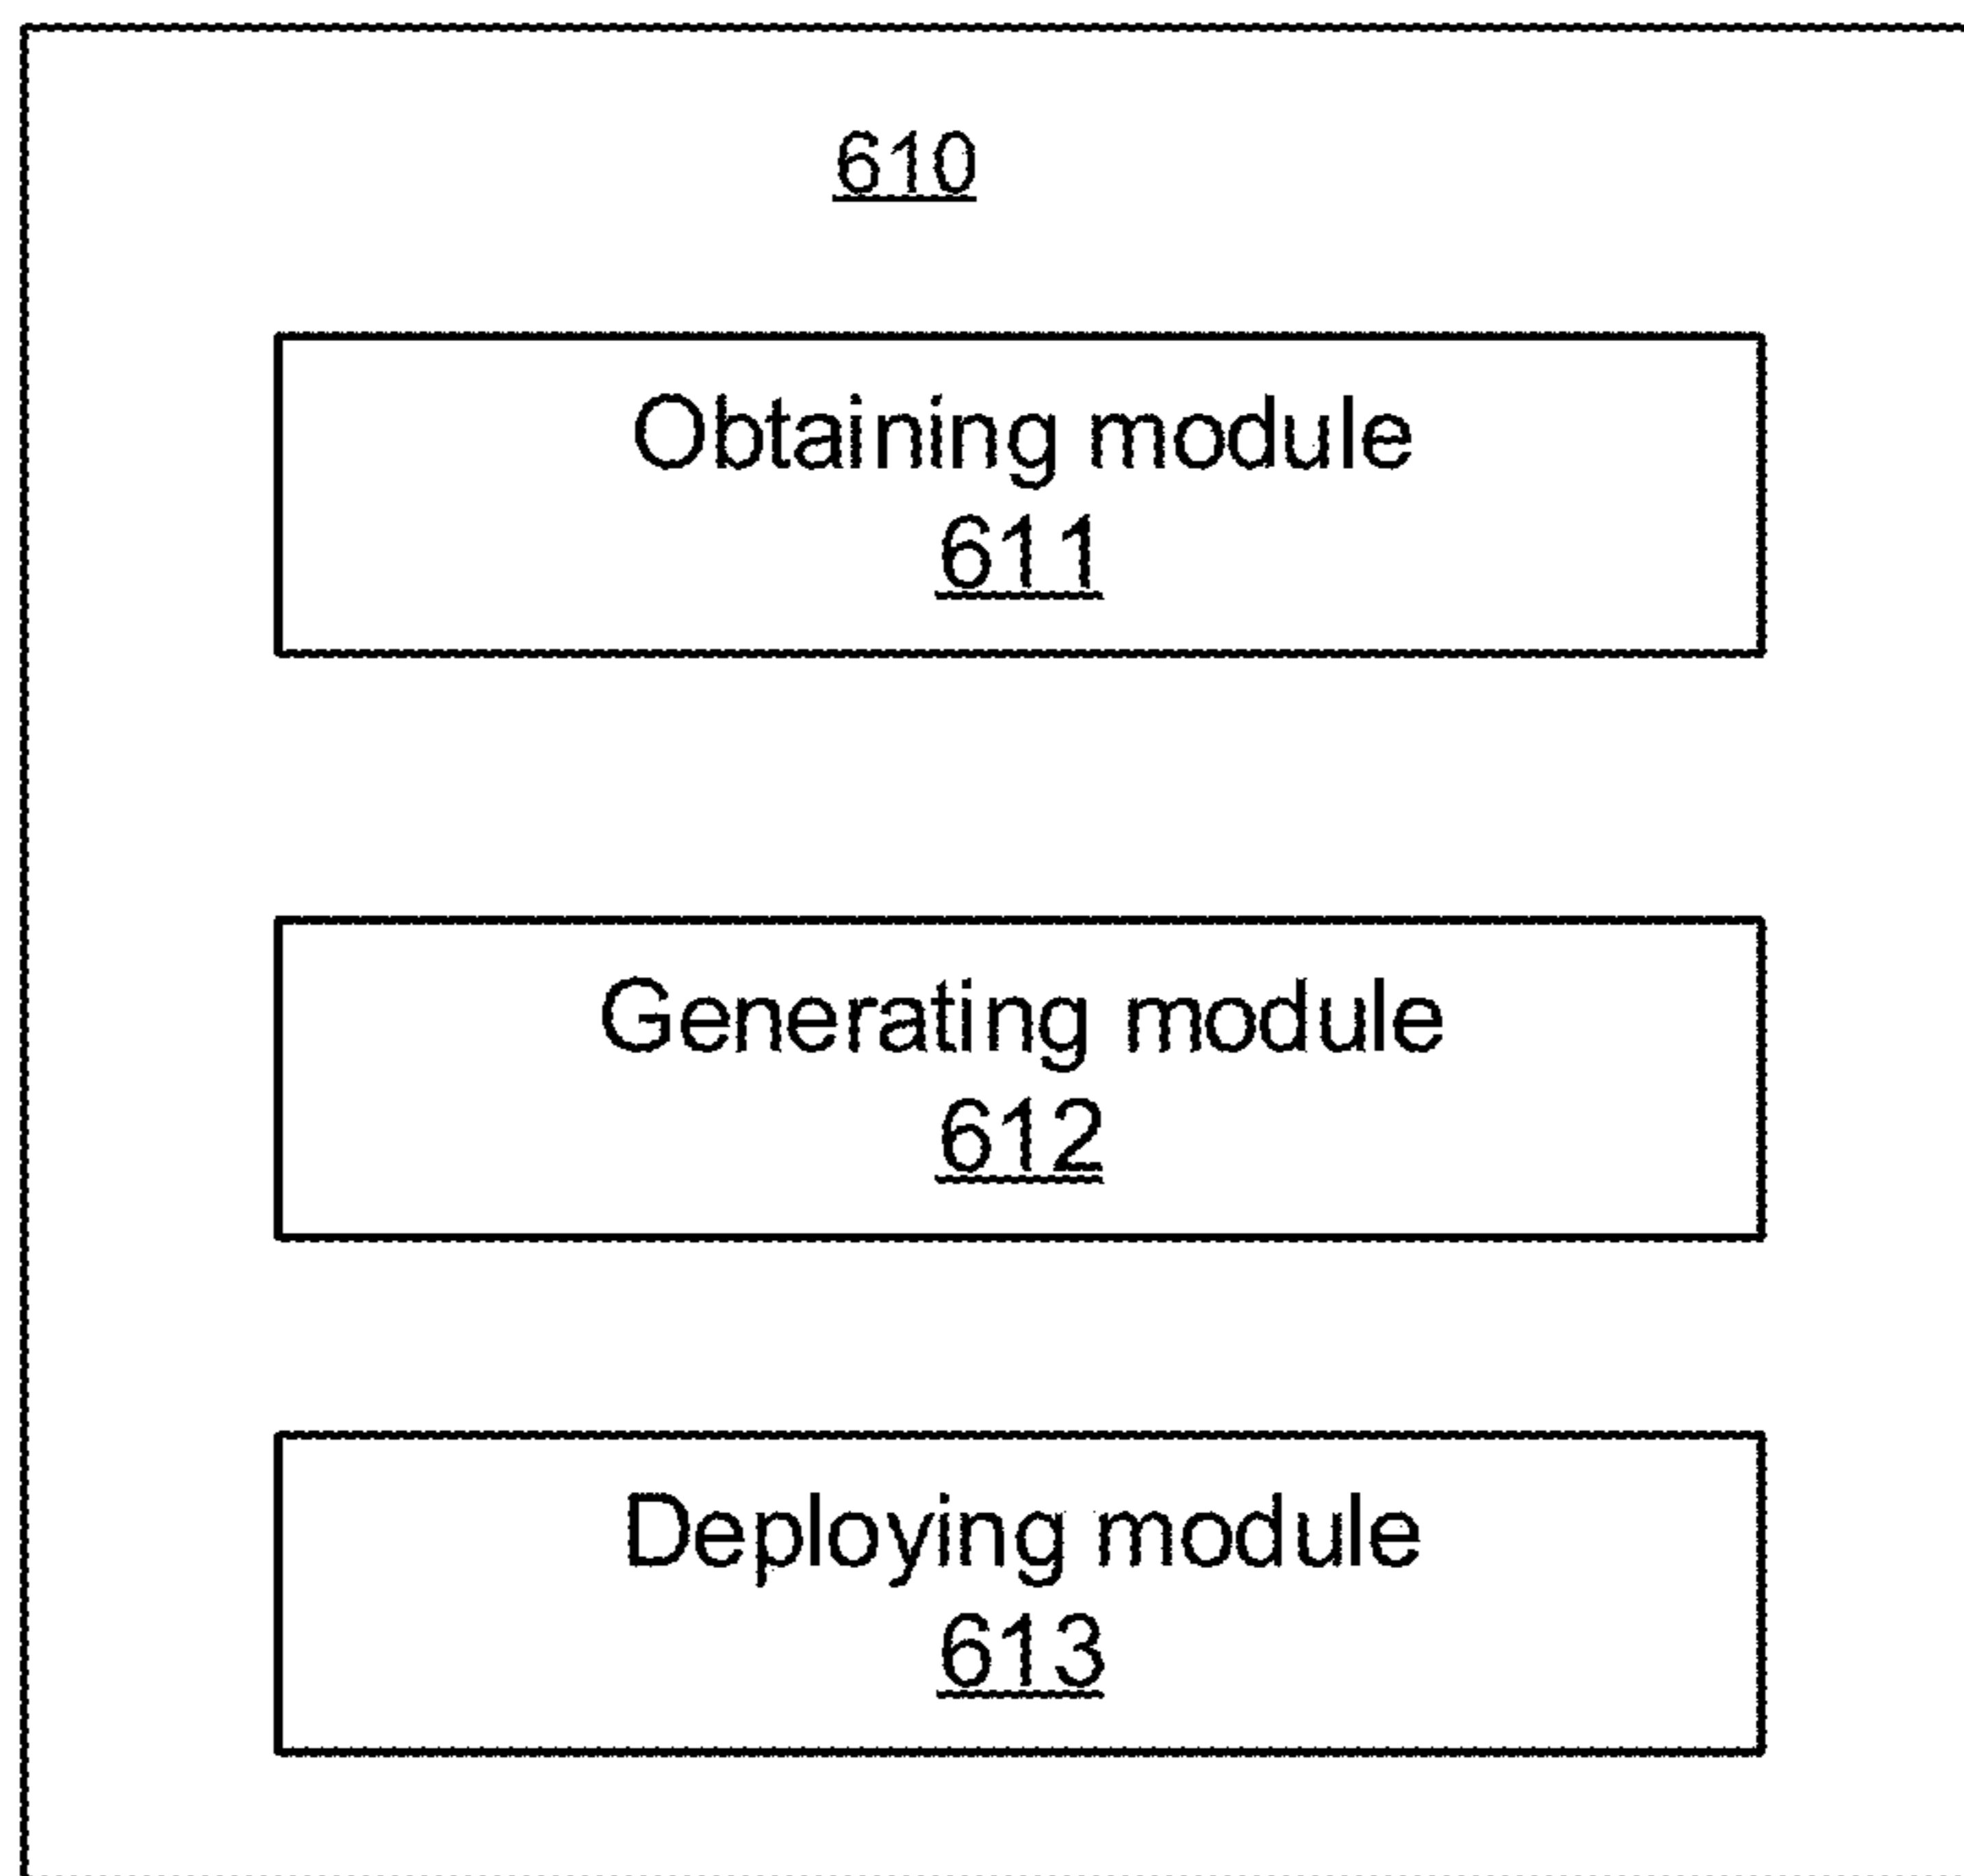 610
Obtaining module
611
Generating module
612
Deploying module
613